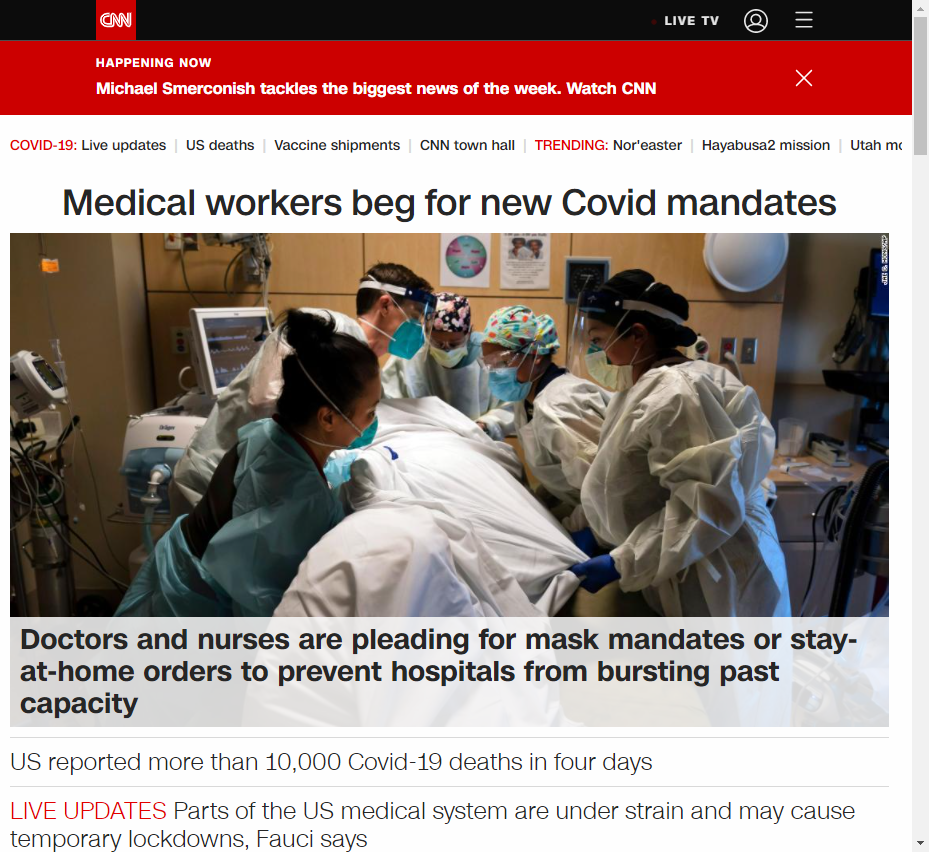 CNN
LIVE TV
HAPPENING NOW
Michael Smerconish tackles the biggest news of the week. Watch CNN
COVID-19: Live updates | US deaths | Vaccine shipments | CNN town hall | TRENDING: Nor'easter | Hayabusa2 mission | Utah mo
Medical workers beg for new Covid mandates
Dräger
Doctors and nurses are pleading for mask mandates or stay-
at-home orders to prevent hospitals from bursting past
capacity
US reported more than 10,000 Covid-19 deaths in four days
LIVE UPDATES Parts of the US medical system are under strain and may cause
temporary lockdowns, Fauci says